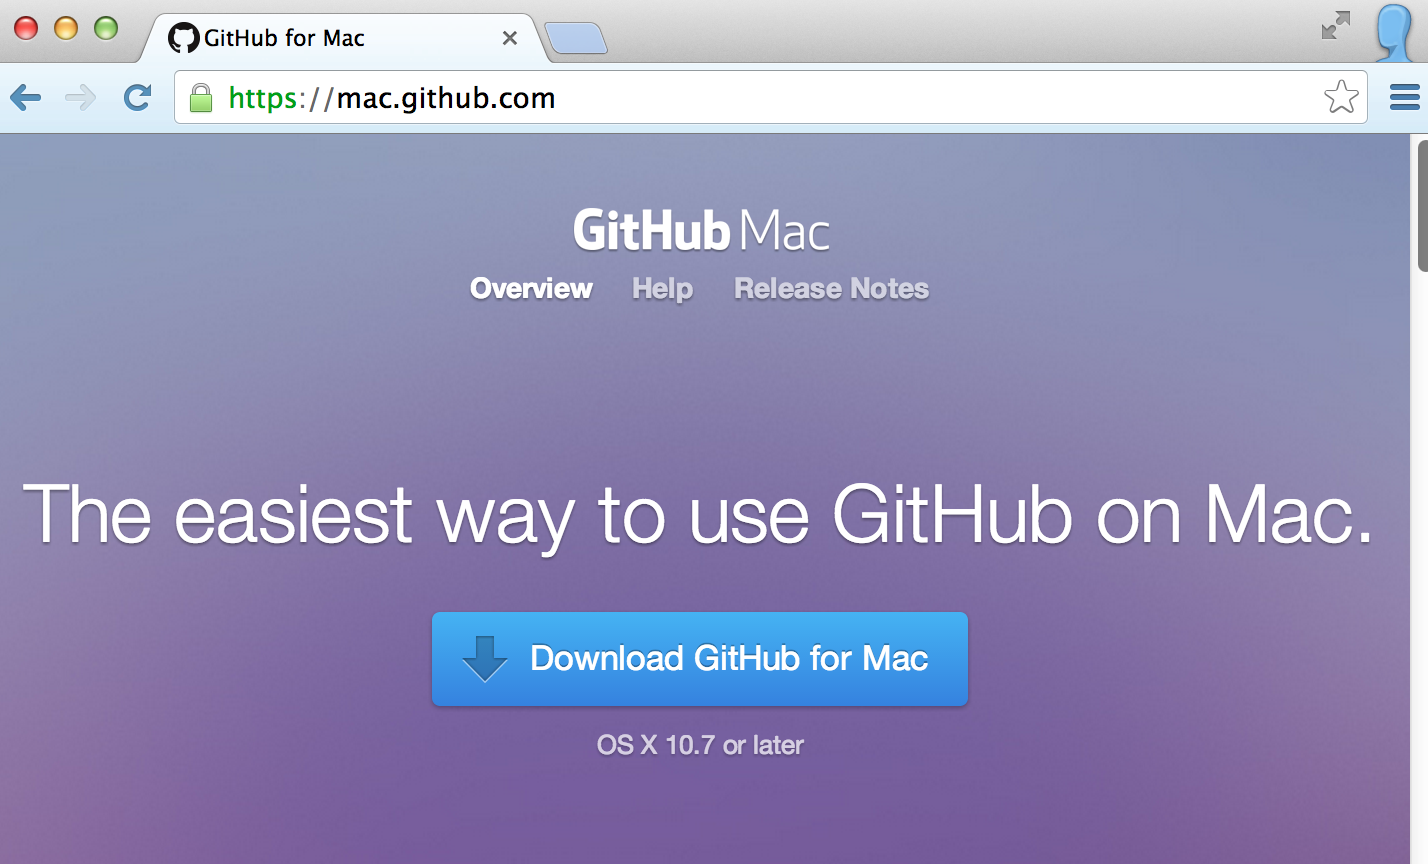 GitHub for Mac
https://mac.github.com
GitHub Mac
Overview Help Release Notes
The easiest way to use GitHub on Mac.
Download GitHub for Mac
OS X 10.7 or later